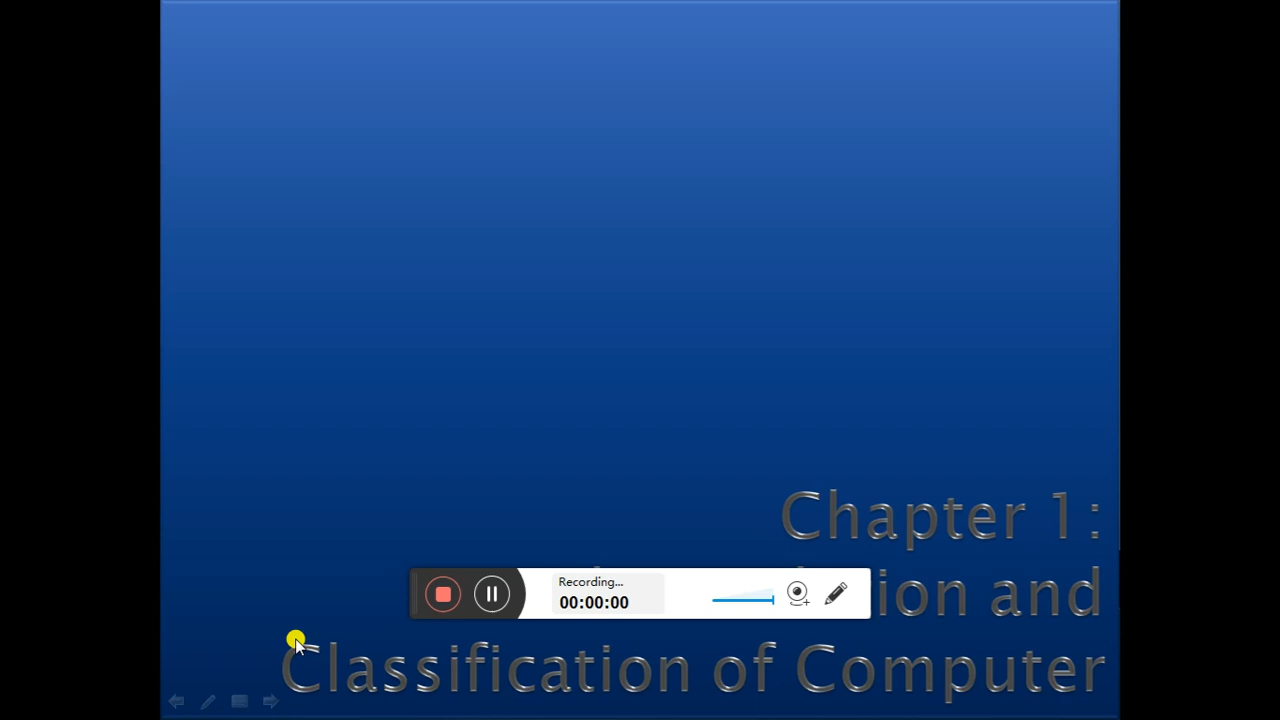 Chapter 1:
ion and
Classification of Computer
Recording...
00:00:00